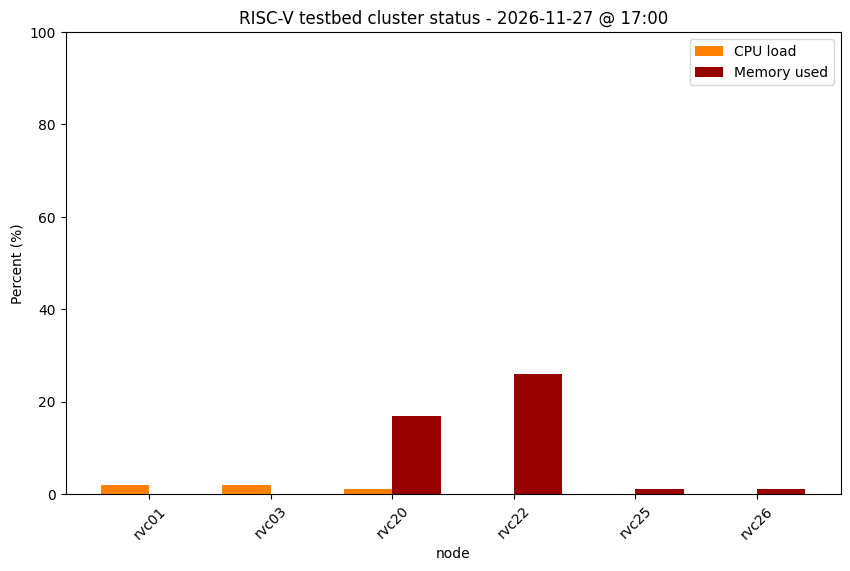 RISC-V testbed cluster status - 2026-11-27 @ 17:00
CPU load
Memory used
Percent (%)
100
80
60
40
20
0
rvc01
rvc03
rvc20
rvc22
rvc25
rvc26
node